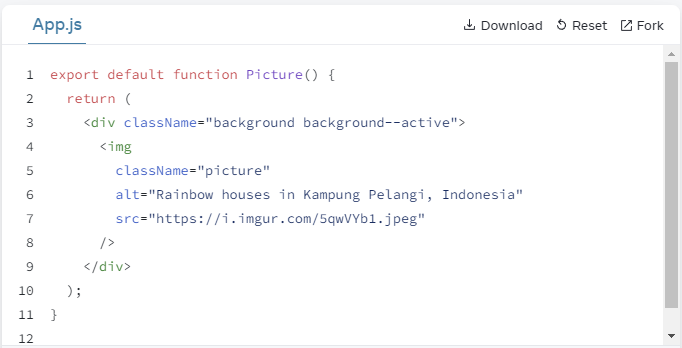 App.js
Download Reset Fork
1 export default function Picture() {
2   return (
3     <div className="background background--active">
4       <img
5         className="picture"
6         alt="Rainbow houses in Kampung Pelangi, Indonesia"
7         src="https://i.imgur.com/5qwVYb1.jpeg"
8       />
9     </div>
10   );
11 }
12